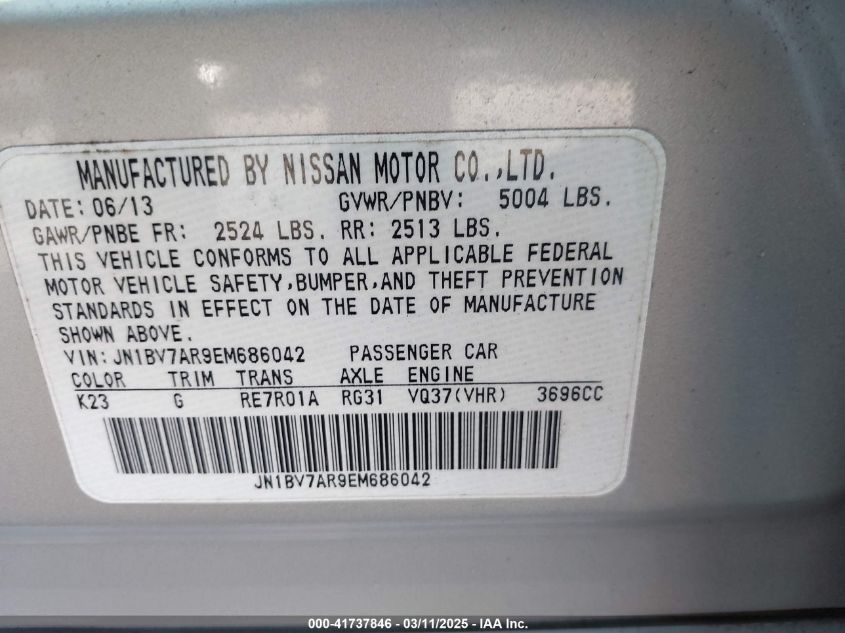 MANUFACTURED BY NISSAN MOTOR CO.,LTD.
DATE: 06/13 GVWR/PNBV: 5004 LBS.
GAWR/PNBE FR: 2524 LBS. RR: 2513 LBS.
THIS VEHICLE CONFORMS TO ALL APPLICABLE FEDERAL
MOTOR VEHICLE SAFETY,BUMPER,AND THEFT PREVENTION
STANDARDS IN EFFECT ON THE DATE OF MANUFACTURE
SHOWN ABOVE.
VIN: JN1BV7AR9EM686042 PASSENGER CAR
COLOR TRIM TRANS AXLE ENGINE
K23 G RE7R01A RG31 VQ37(VHR) 3696CC
JN1BV7AR9EM686042
000-41737846 - 03/11/2025 - IAA Inc.